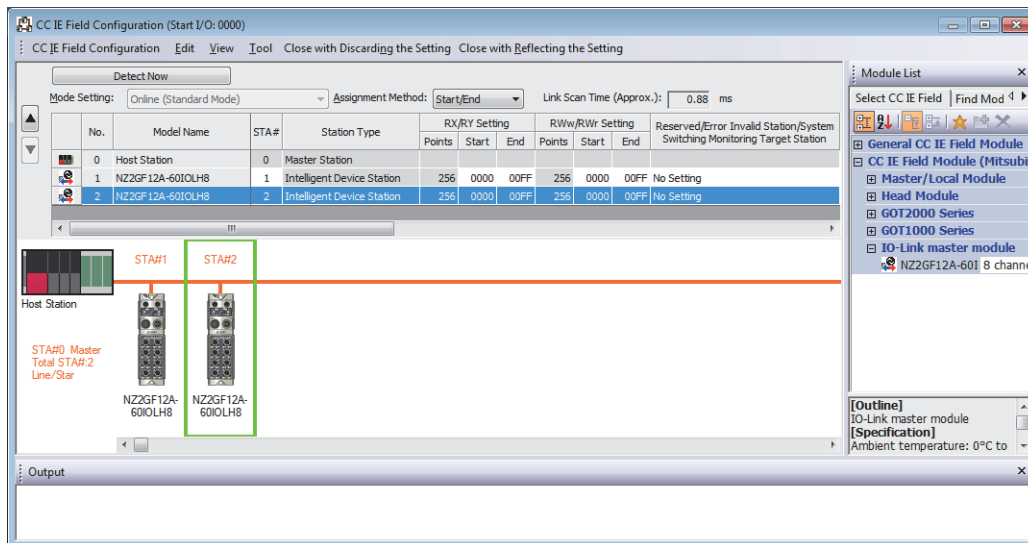 CC IE Field Configuration (Start I/O: 0000)
CC IE Field Configuration Edit View Tool Close with Discarding the Setting Close with Reflecting the Setting
Detect Now
Mode Setting: Online (Standard Mode) Assignment Method: Start/End Link Scan Time (Approx.): 0.88 ms
No. Model Name STA# Station Type RX/RY Setting RWw/RWr Setting Reserved/Error Invalid Station/System Switching Monitoring Target Station
Points Start End Points Start End
0 Host Station 0 Master Station
1 NZ2GF12A-60IOLH8 1 Intelligent Device Station 256 0000 00FF 256 0000 00FF No Setting
2 NZ2GF12A-60IOLH8 2 Intelligent Device Station 256 0000 00FF 256 0000 00FF No Setting
STA#1 STA#2
Host Station
STA#0 Master
Total STA#:2
Line/Star
NZ2GF12A-
60IOLH8
NZ2GF12A-
60IOLH8
Module List
Select CC IE Field Find Mod
General CC IE Field Module
CC IE Field Module (Mitsubi
Master/Local Module
Head Module
GOT2000 Series
GOT1000 Series
IO-Link master module
NZ2GF12A-60I 8 channe
[Outline]
IO-Link master module
[Specification]
Ambient temperature: 0°C to
Output